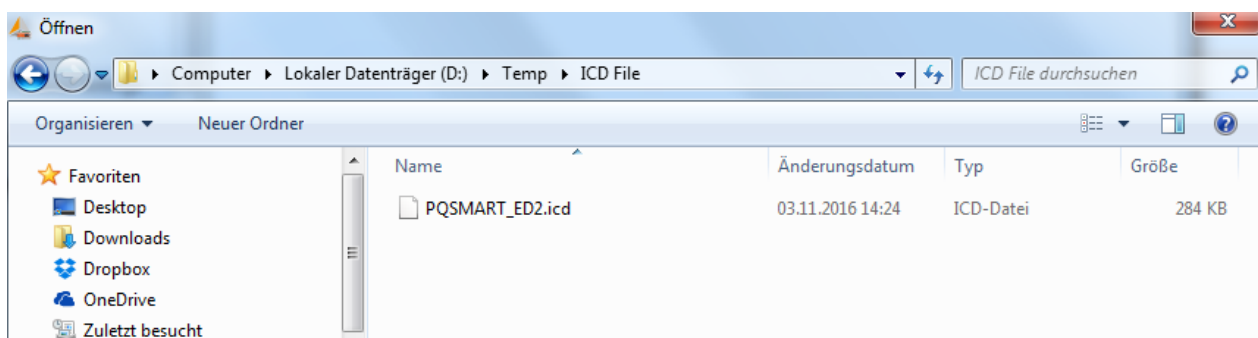 Öffnen
Computer Lokaler Datenträger (D:) Temp ICD File
ICD File durchsuchen
Organisieren Neuer Ordner
Favoriten
Desktop
Downloads
Dropbox
OneDrive
Zuletzt besucht
Name Änderungsdatum Typ Größe
PQSMART_ED2.icd 03.11.2016 14:24 ICD-Datei 284 KB